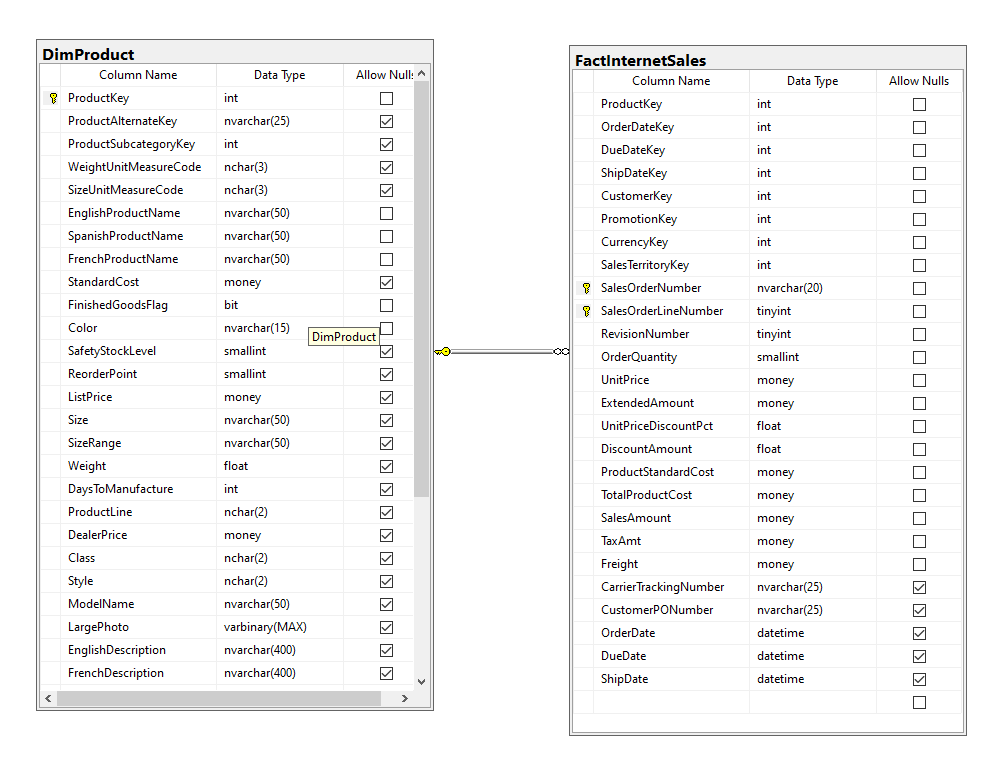 DimProduct
Column Name Data Type Allow Nulls
ProductKey int
ProductAlternateKey nvarchar(25)
ProductSubcategoryKey int
WeightUnitMeasureCode nchar(3)
SizeUnitMeasureCode nchar(3)
EnglishProductName nvarchar(50)
SpanishProductName nvarchar(50)
FrenchProductName nvarchar(50)
StandardCost money
FinishedGoodsFlag bit
Color nvarchar(15)
DimProduct
SafetyStockLevel smallint
ReorderPoint smallint
ListPrice money
Size nvarchar(50)
SizeRange nvarchar(50)
Weight float
DaysToManufacture int
ProductLine nchar(2)
DealerPrice money
Class nchar(2)
Style nchar(2)
ModelName nvarchar(50)
LargePhoto varbinary(MAX)
EnglishDescription nvarchar(400)
FrenchDescription nvarchar(400)
FactInternetSales
Column Name Data Type Allow Nulls
ProductKey int
OrderDateKey int
DueDateKey int
ShipDateKey int
CustomerKey int
PromotionKey int
CurrencyKey int
SalesTerritoryKey int
SalesOrderNumber nvarchar(20)
SalesOrderLineNumber tinyint
RevisionNumber tinyint
OrderQuantity smallint
UnitPrice money
ExtendedAmount money
UnitPriceDiscountPct float
DiscountAmount float
ProductStandardCost money
TotalProductCost money
SalesAmount money
TaxAmt money
Freight money
CarrierTrackingNumber nvarchar(25)
CustomerPONumber nvarchar(25)
OrderDate datetime
DueDate datetime
ShipDate datetime